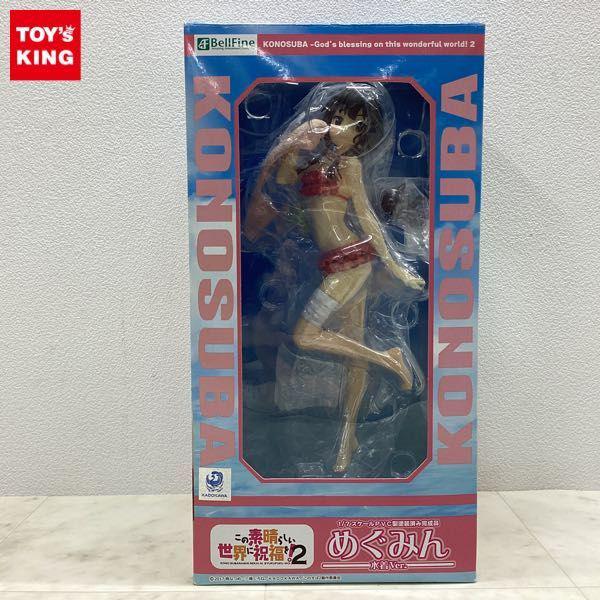 TOY'S
KING
BellFine
KONOSUBA -God's blessing on this wonderful world! 2
KONOSUBA
KONOSUBA
KADOKAWA
1/7スケールPVC製塗装済み完成品
この素晴らしい
世界に祝福を!2
めぐみん
水着Ver.